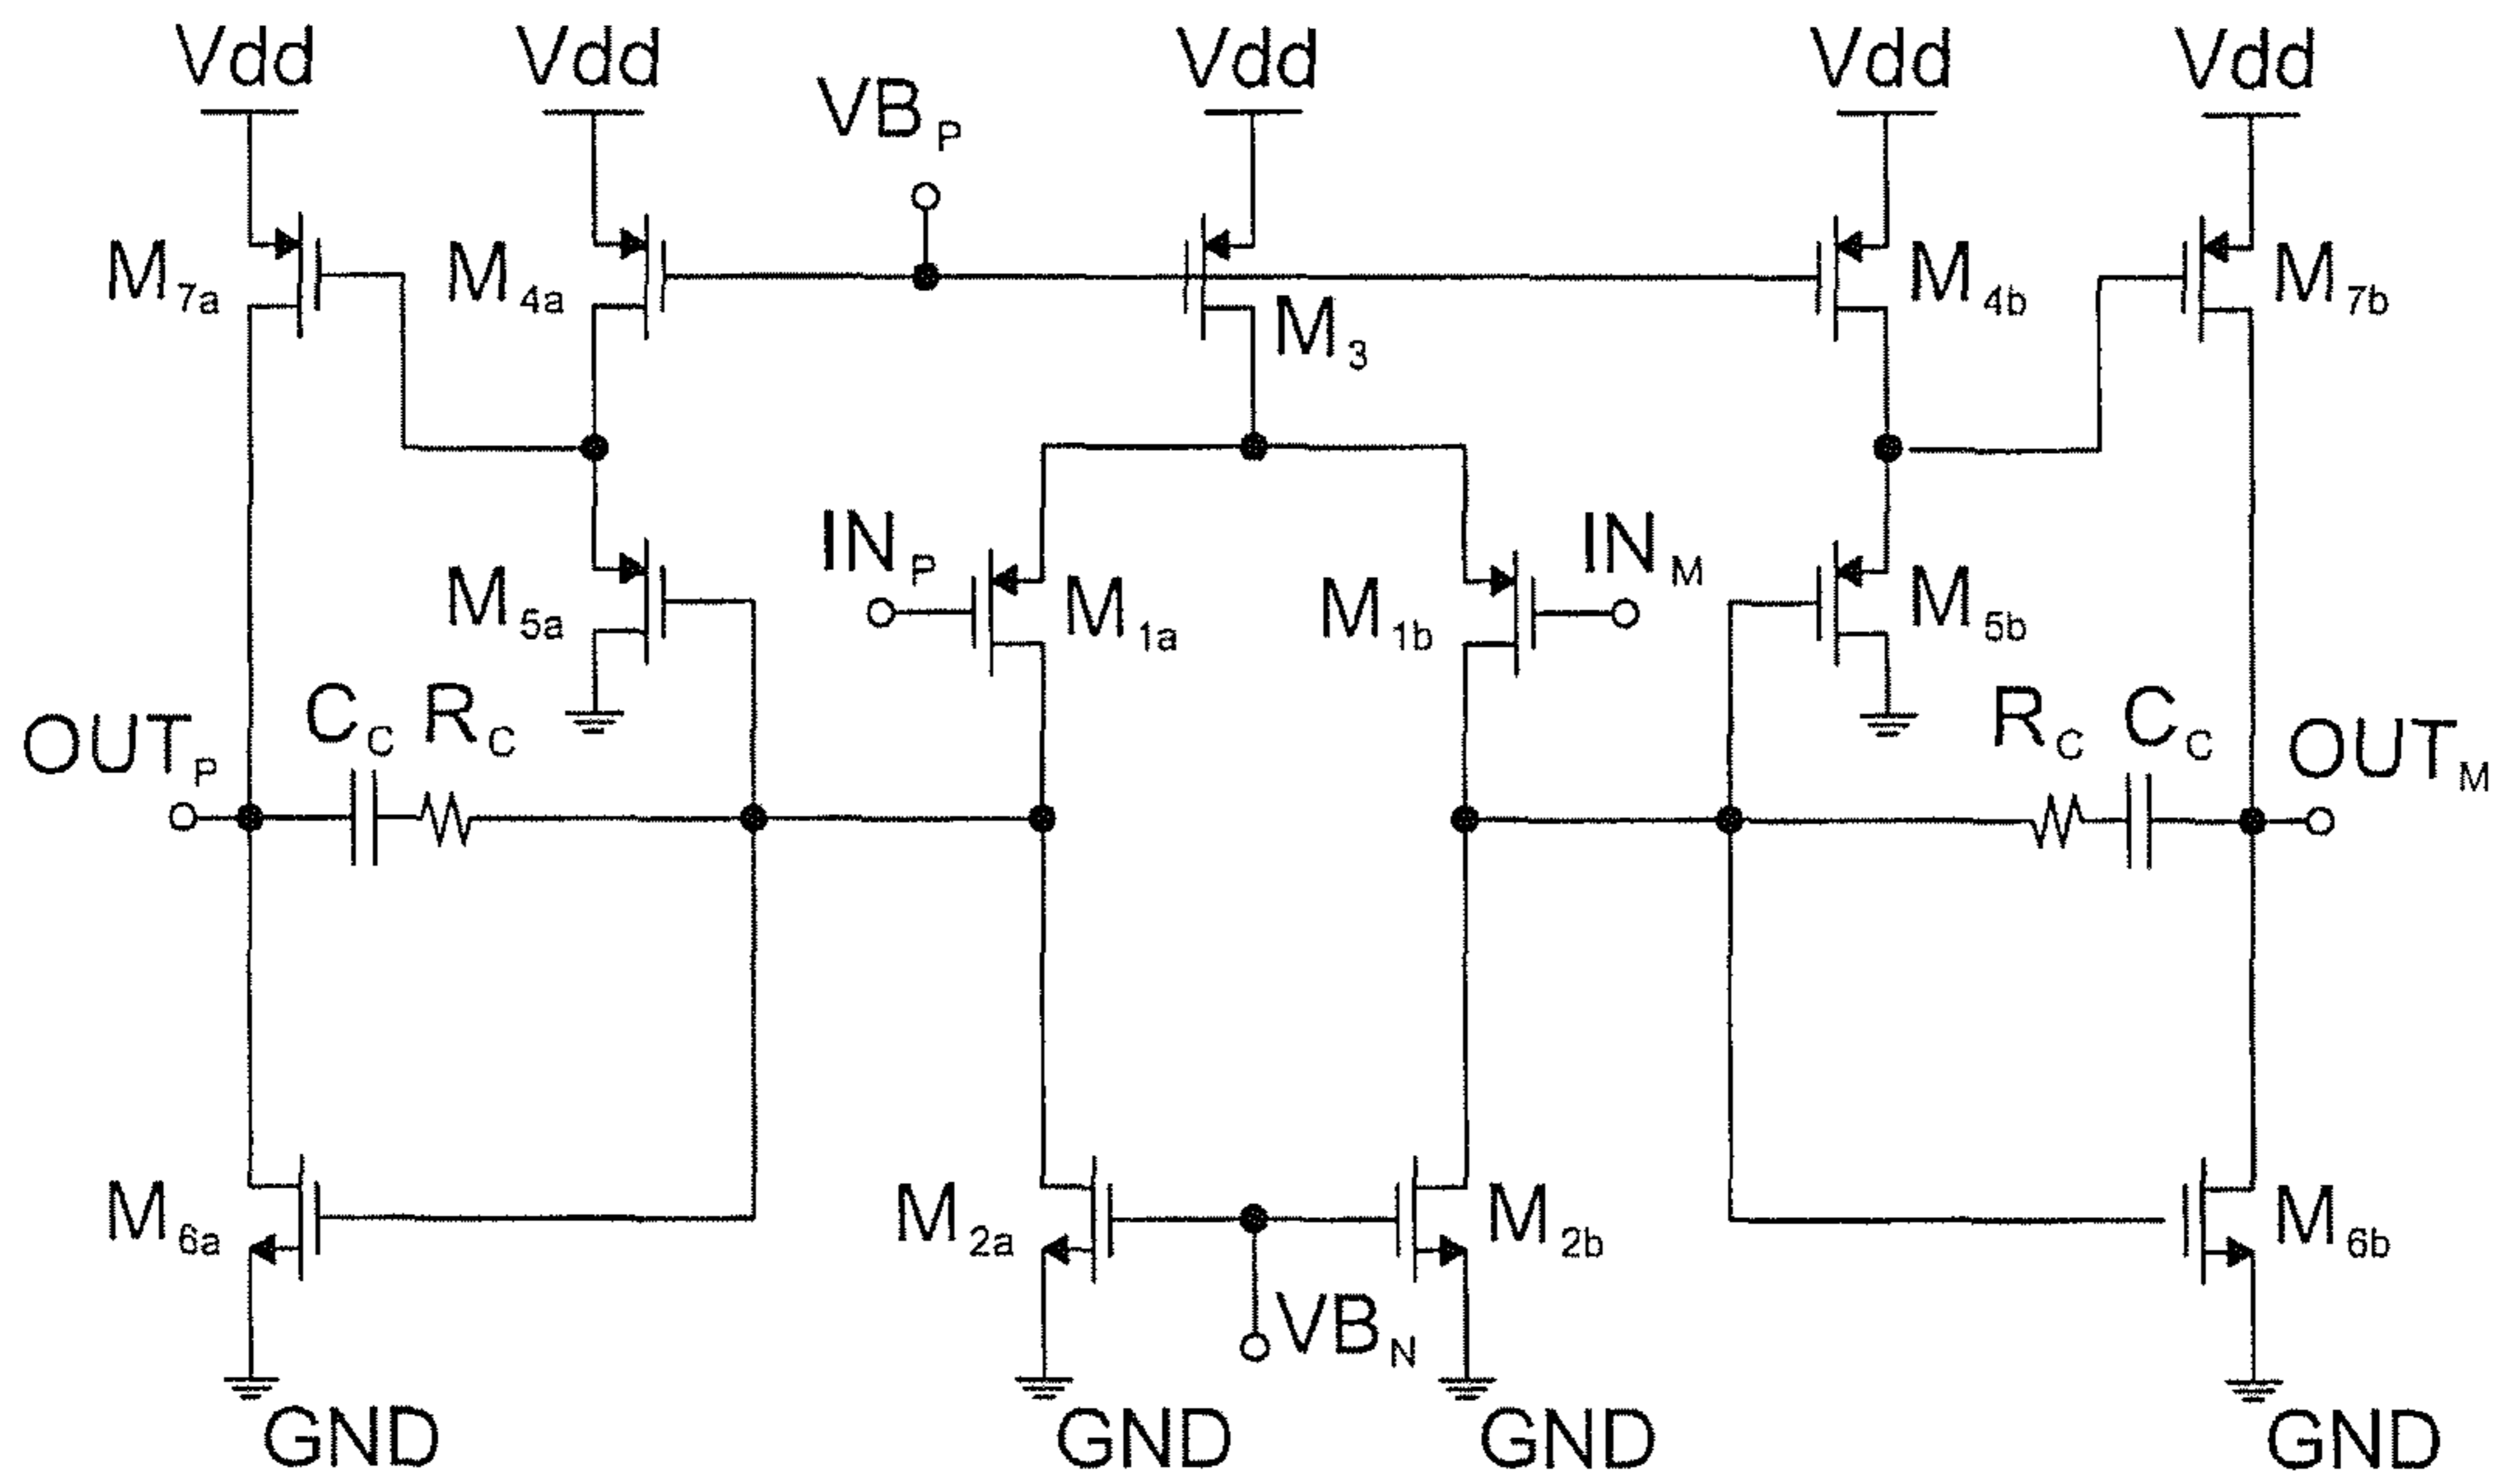 Vdd Vdd Vdd Vdd Vdd
VBP
M7a M4a M3 M4b M7b
INP INM
M5a M1a M1b M5b
OUTP CC RC RC CC OUTM
M6a M2a M2b M6b
VBN
GND GND GND GND